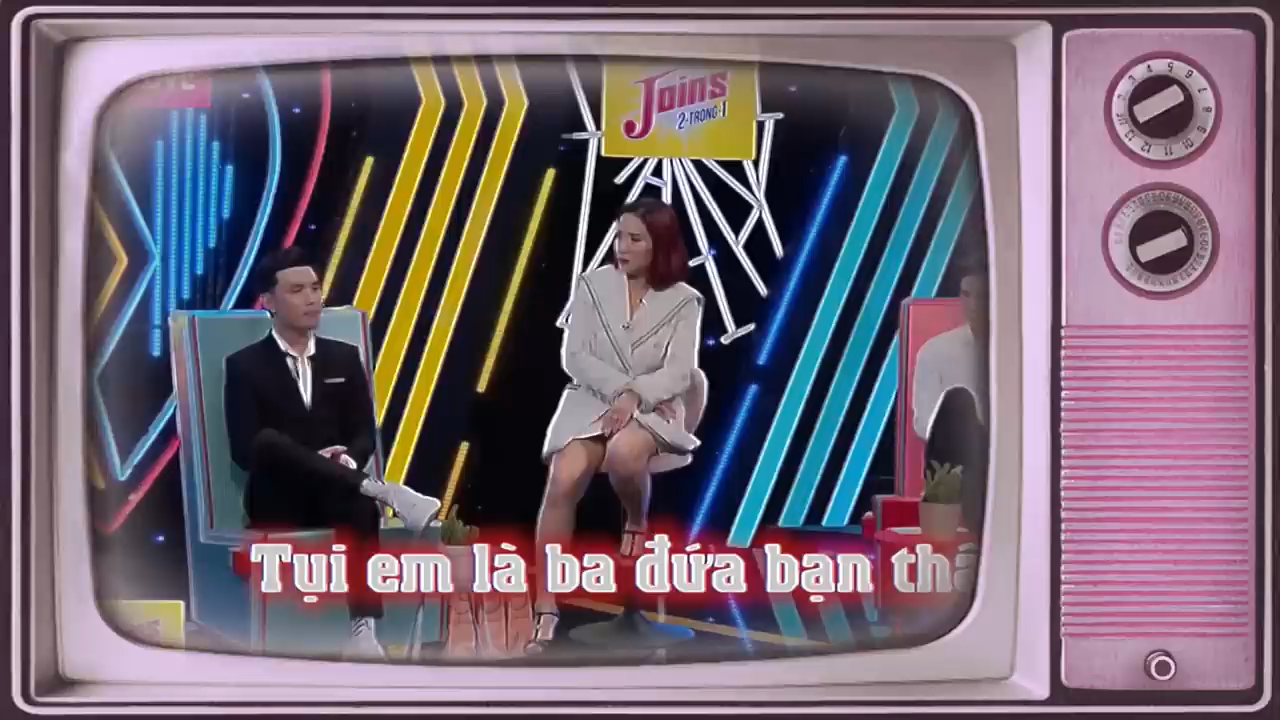 Joins
2-TRONG-1
Tụi em là ba đứa bạn